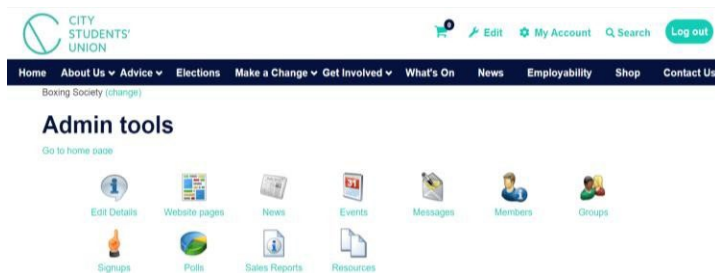 CITY
STUDENTS'
UNION
0
Edit
My Account
Search
Log out
Home About Us Advice Elections Make a Change Get Involved What's On News Employability Shop Contact Us
Boxing Society (change)
Admin tools
Go to home page
31
Edit Details Website pages News Events Messages Members Groups
Signups Polls Sales Reports Resources